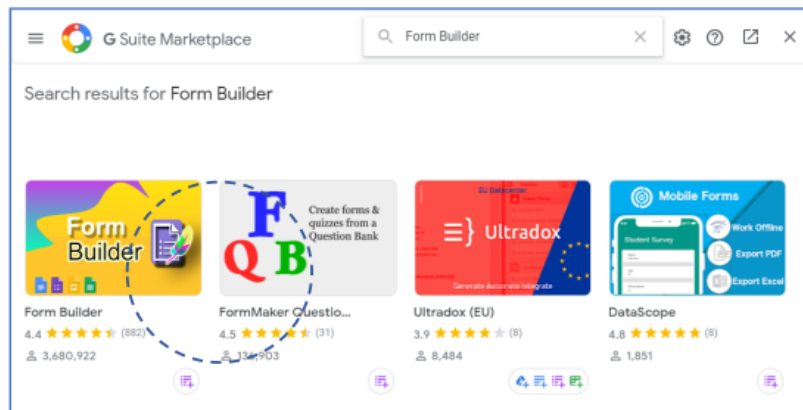 G Suite Marketplace
Form Builder
Search results for Form Builder
Form
Builder
F
Q B
Create forms &
quizzes from a
Question Bank
EU Datacenter
Ultradox
Generate Automate Integrate
Mobile Forms
Student Survey
Work Offline
Export PDF
Export Excel
Form Builder
4.4 (882)
3,680,922
FormMaker Questio...
4.5 (31)
136,903
Ultradox (EU)
3.9 (8)
8,484
DataScope
4.8 (8)
1,851